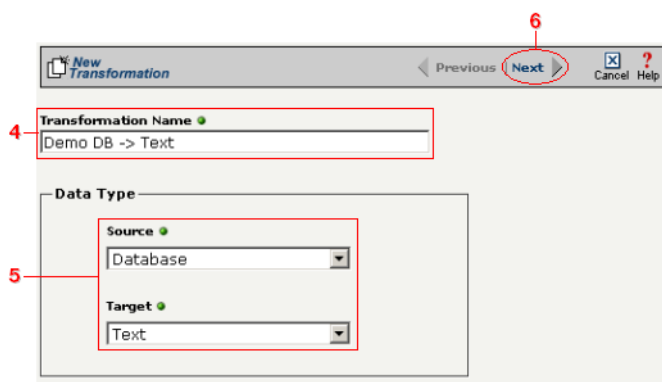 6
New
Transformation
Previous
Next
Cancel
Help
4
Transformation Name
Demo DB -> Text
Data Type
Source
Database
5
Target
Text